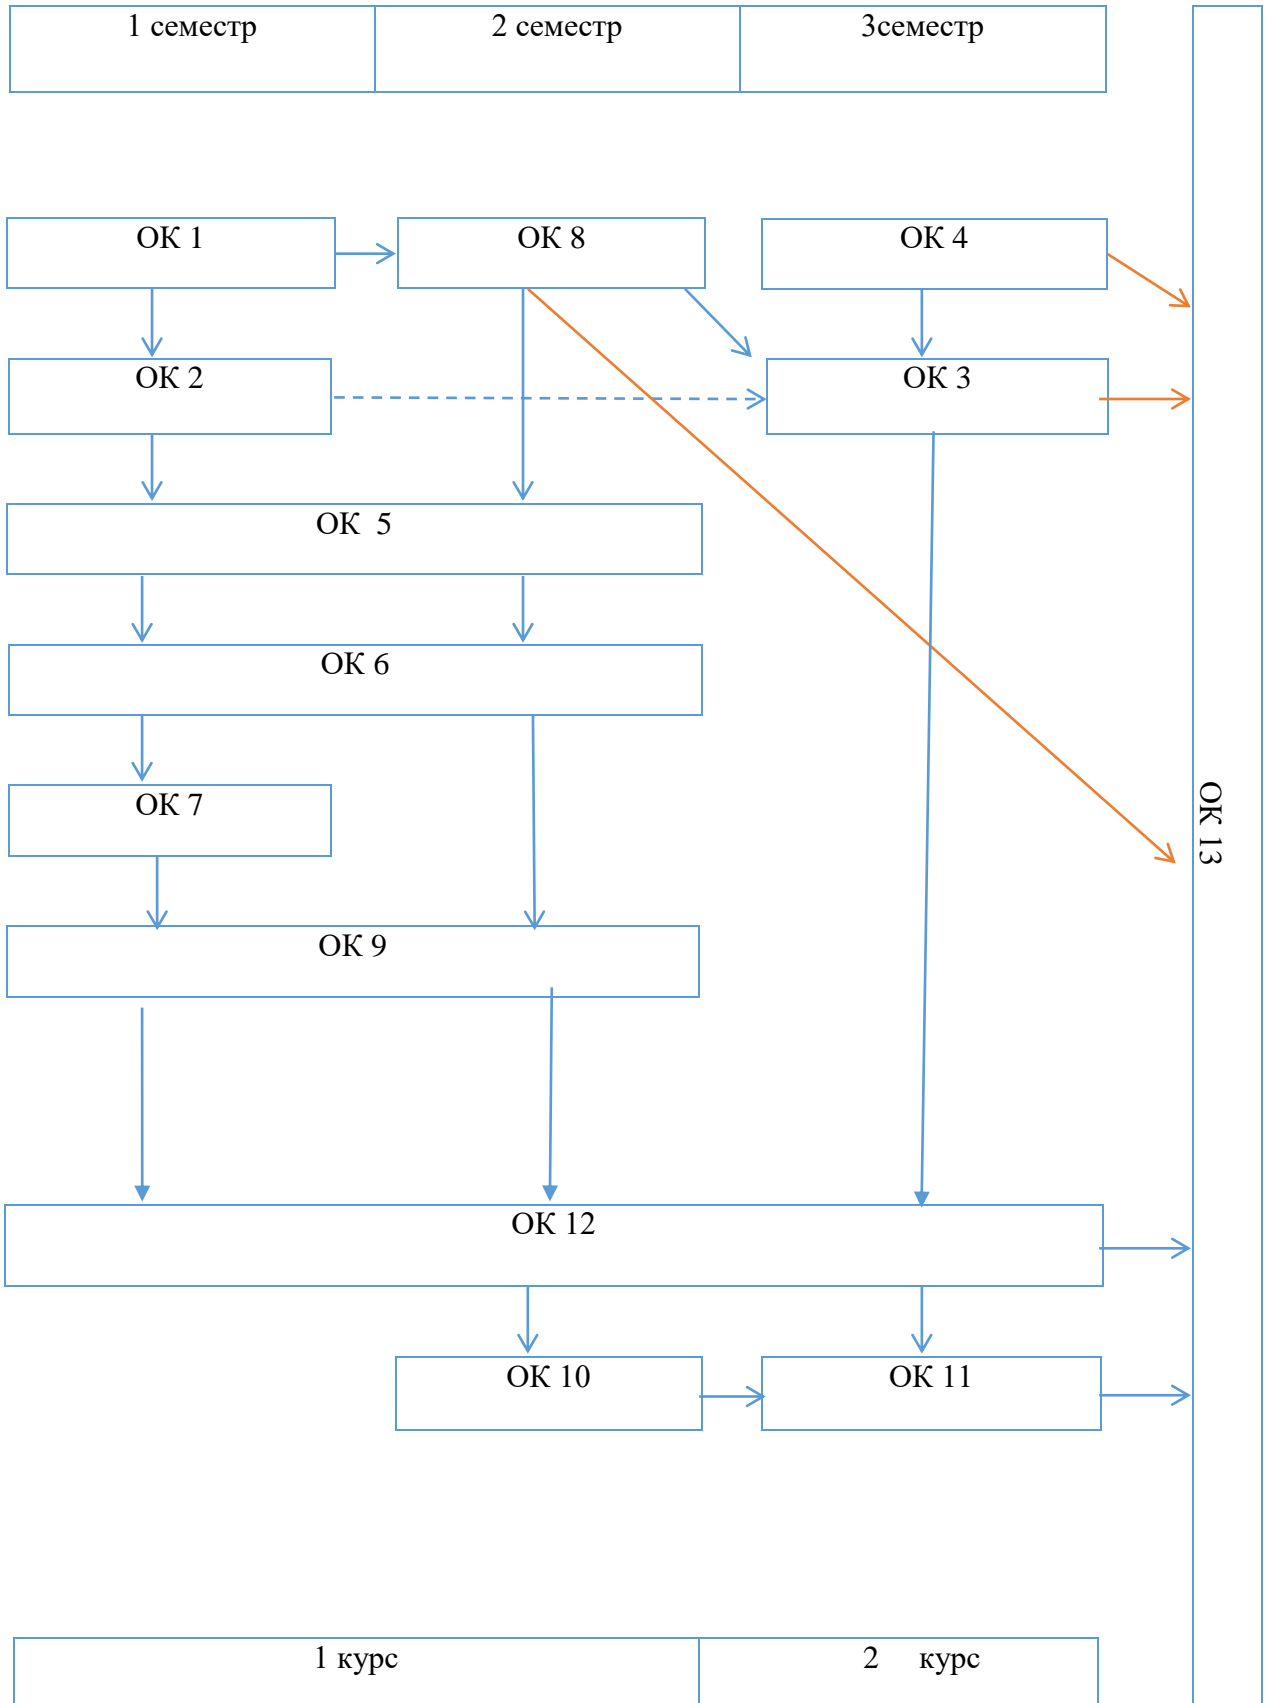 1 семестр
2 семестр
3семестр
ОК 1
ОК 8
ОК 4
ОК 2
ОК 3
ОК 5
ОК 6
ОК 7
ОК 13
ОК 9
ОК 12
ОК 10
ОК 11
1 курс
2 курс